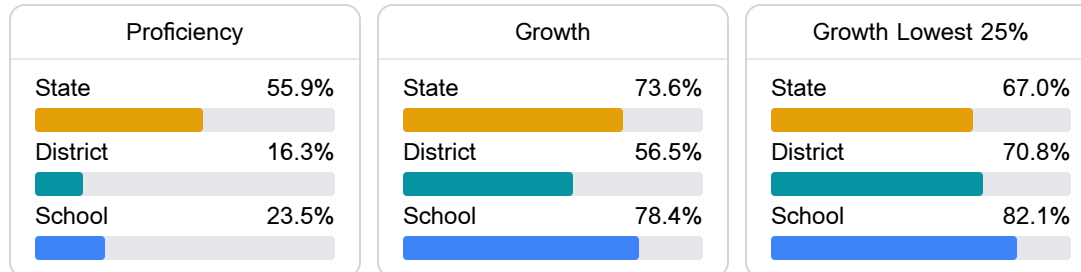 Proficiency
State 55.9%
District 16.3%
School 23.5%
Growth
State 73.6%
District 56.5%
School 78.4%
Growth Lowest 25%
State 67.0%
District 70.8%
School 82.1%